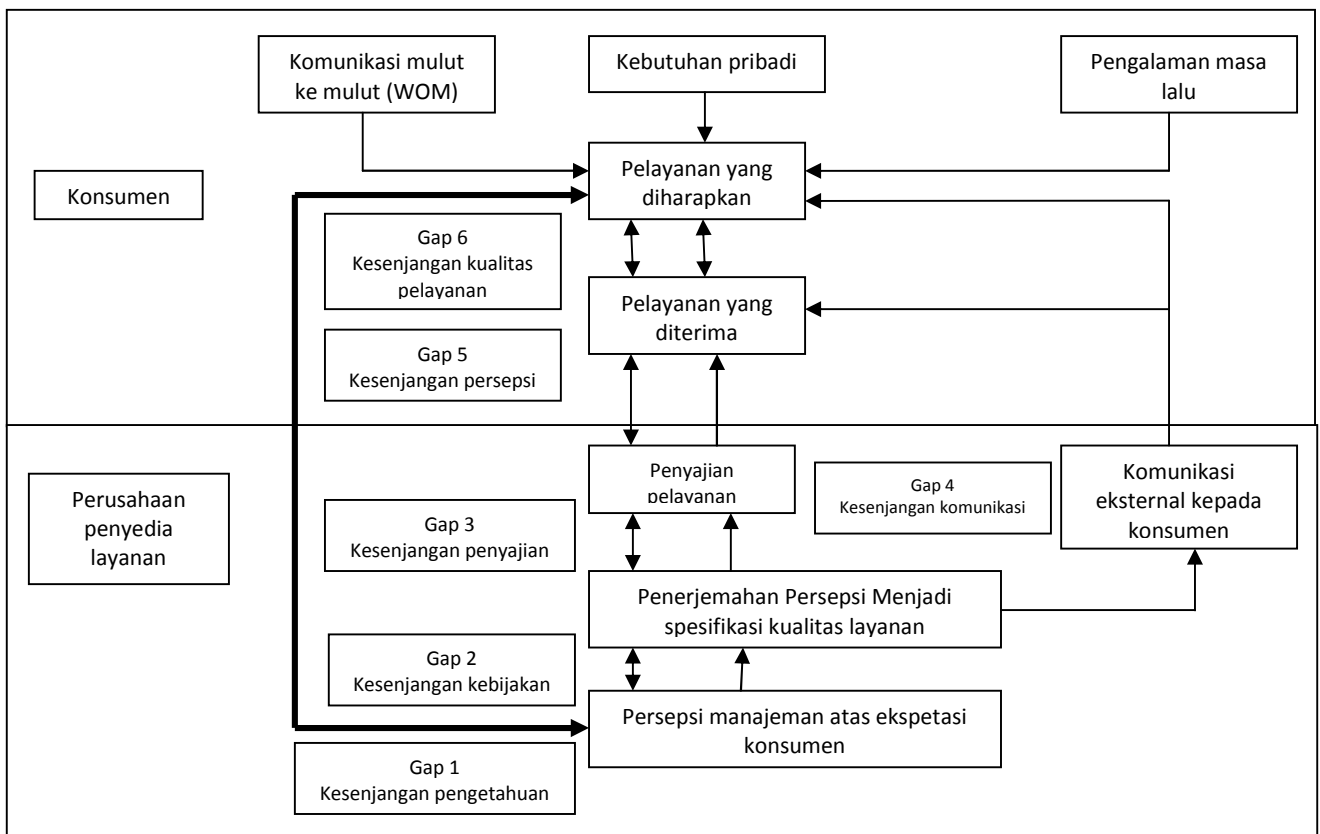 Komunikasi mulut
ke mulut (WOM)
Kebutuhan pribadi
Pengalaman masa
lalu
Konsumen
Pelayanan yang
diharapkan
Gap 6
Kesenjangan kualitas
pelayanan
Pelayanan yang
diterima
Gap 5
Kesenjangan persepsi
Perusahaan
penyedia
layanan
Penyajian
pelayanan
Gap 4
Kesenjangan komunikasi
Komunikasi
eksternal kepada
konsumen
Gap 3
Kesenjangan penyajian
Penerjemahan Persepsi Menjadi
spesifikasi kualitas layanan
Gap 2
Kesenjangan kebijakan
Persepsi manajeman atas ekspetasi
konsumen
Gap 1
Kesenjangan pengetahuan